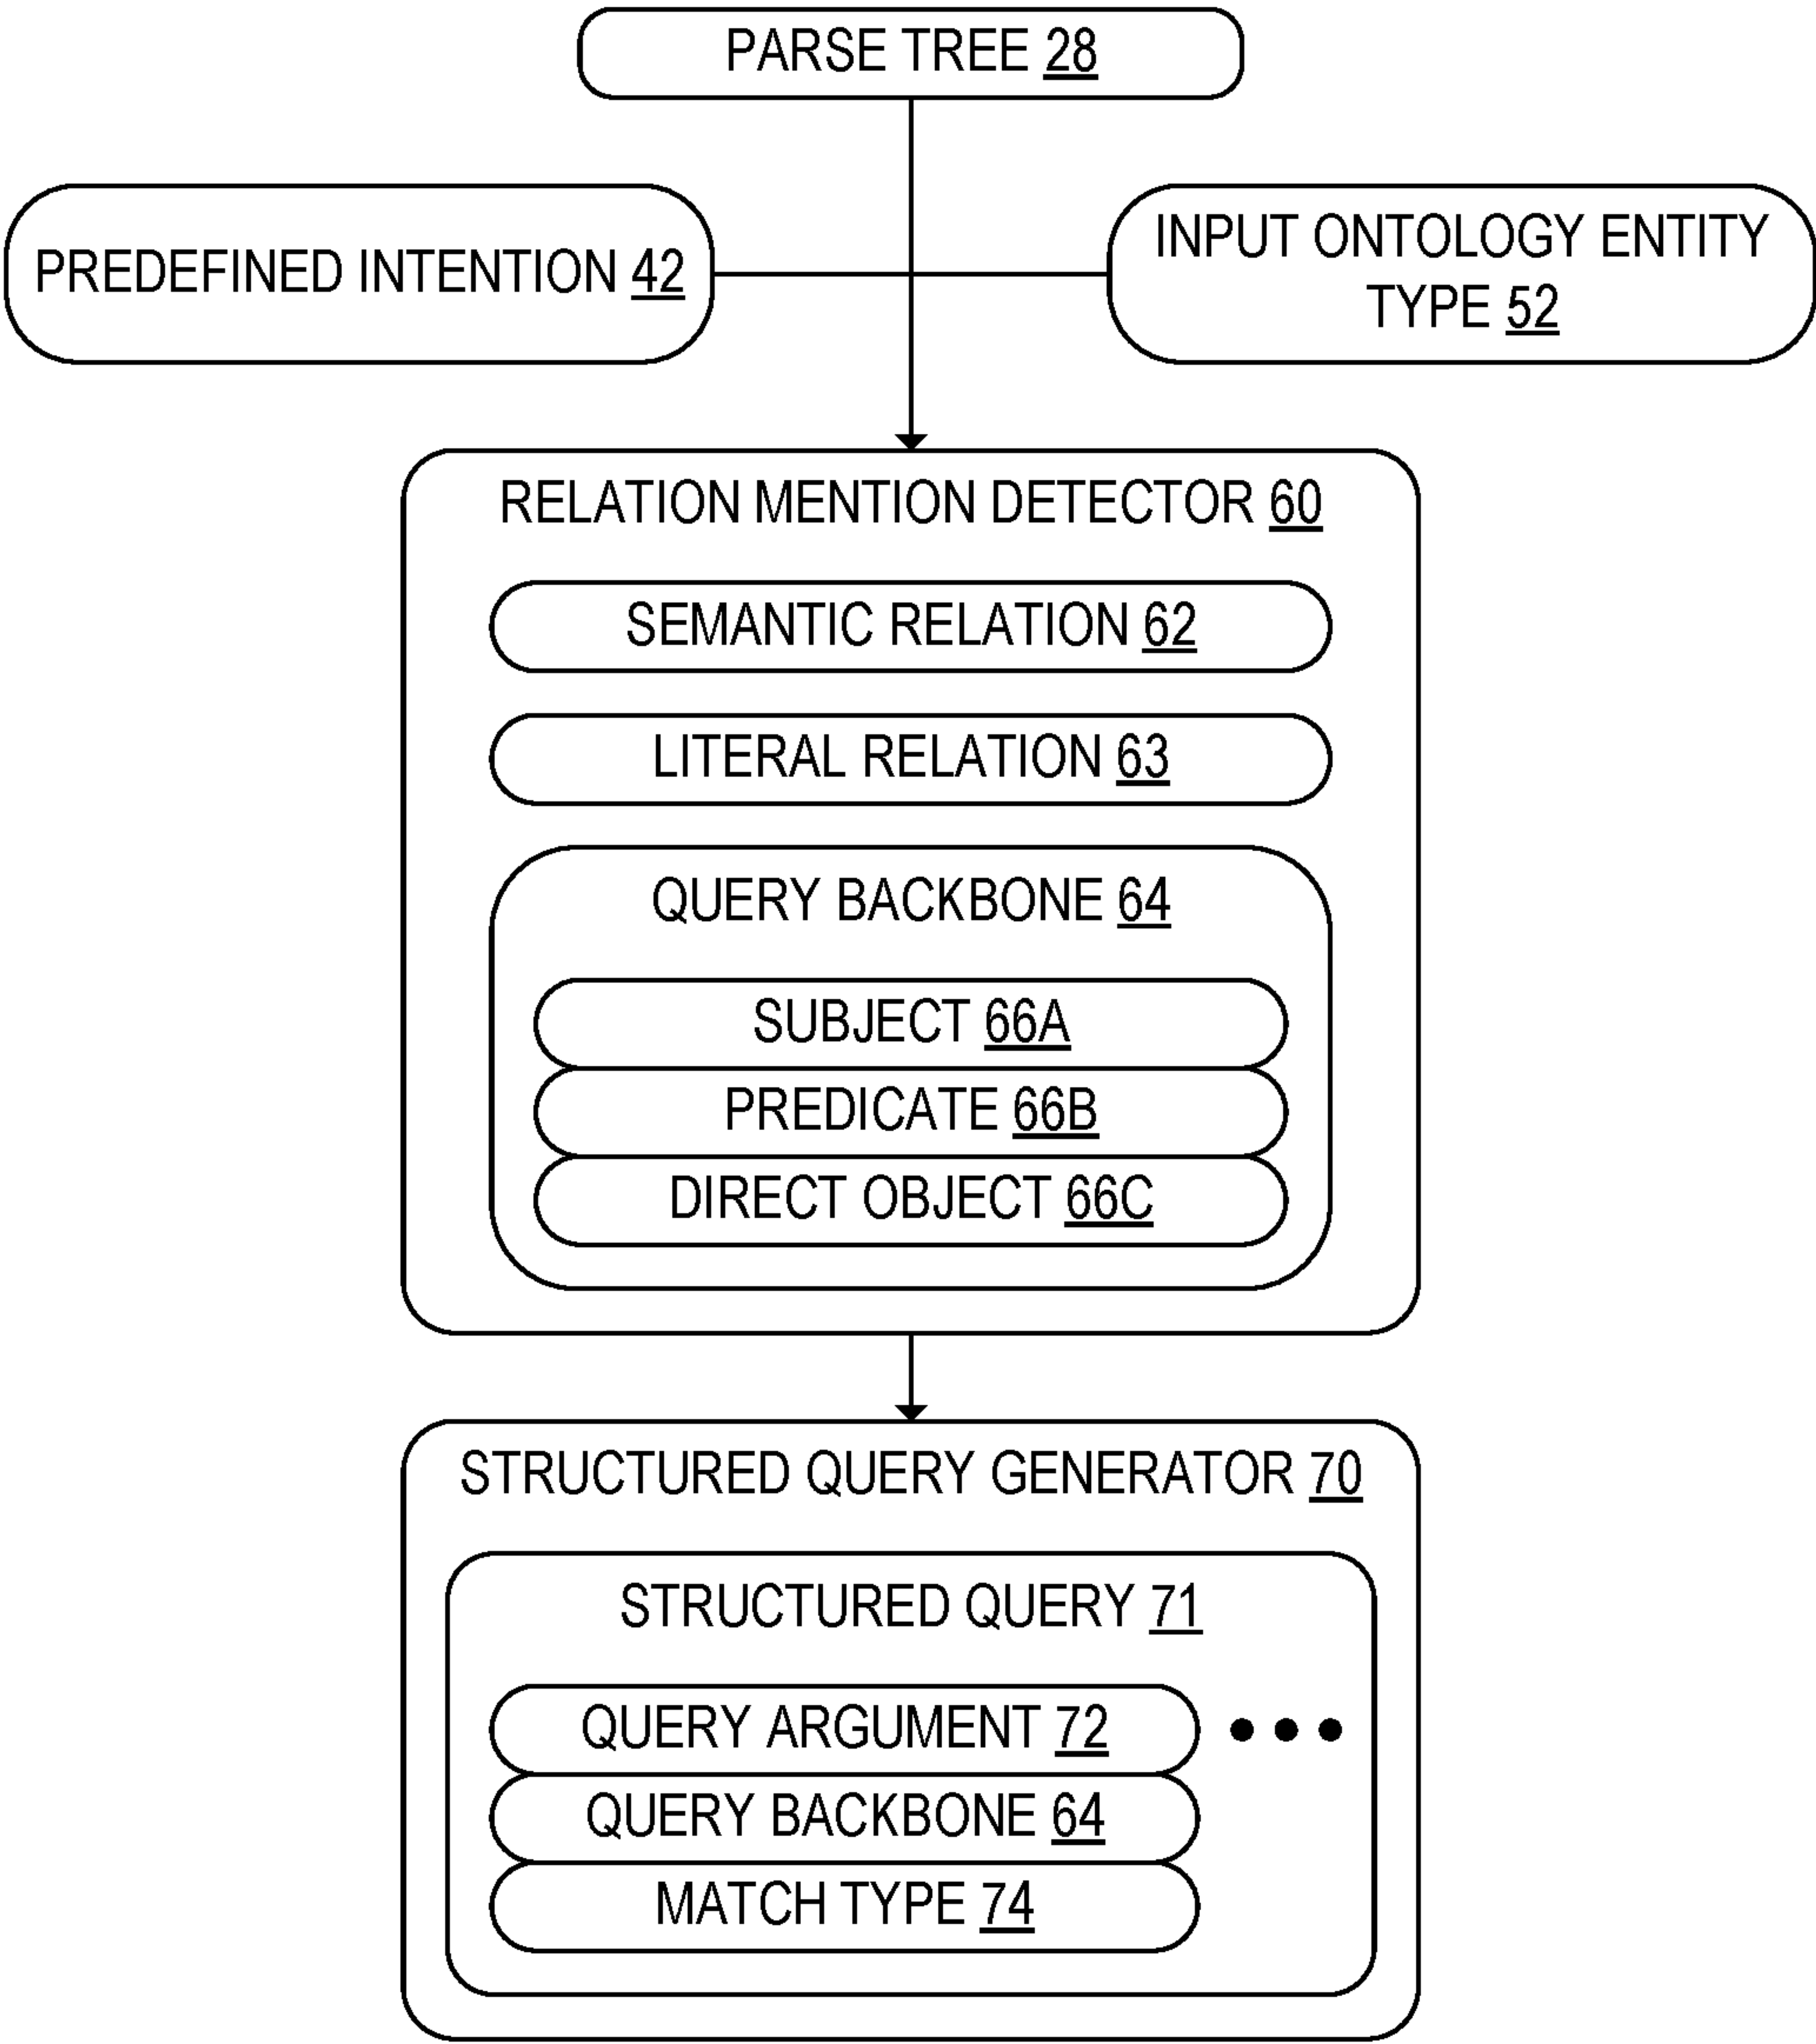 PARSE TREE 28
PREDEFINED INTENTION 42
INPUT ONTOLOGY ENTITY
TYPE 52
RELATION MENTION DETECTOR 60
SEMANTIC RELATION 62
LITERAL RELATION 63
QUERY BACKBONE 64
SUBJECT 66A
PREDICATE 66B
DIRECT OBJECT 66C
STRUCTURED QUERY GENERATOR 70
STRUCTURED QUERY 71
QUERY ARGUMENT 72
QUERY BACKBONE 64
MATCH TYPE 74